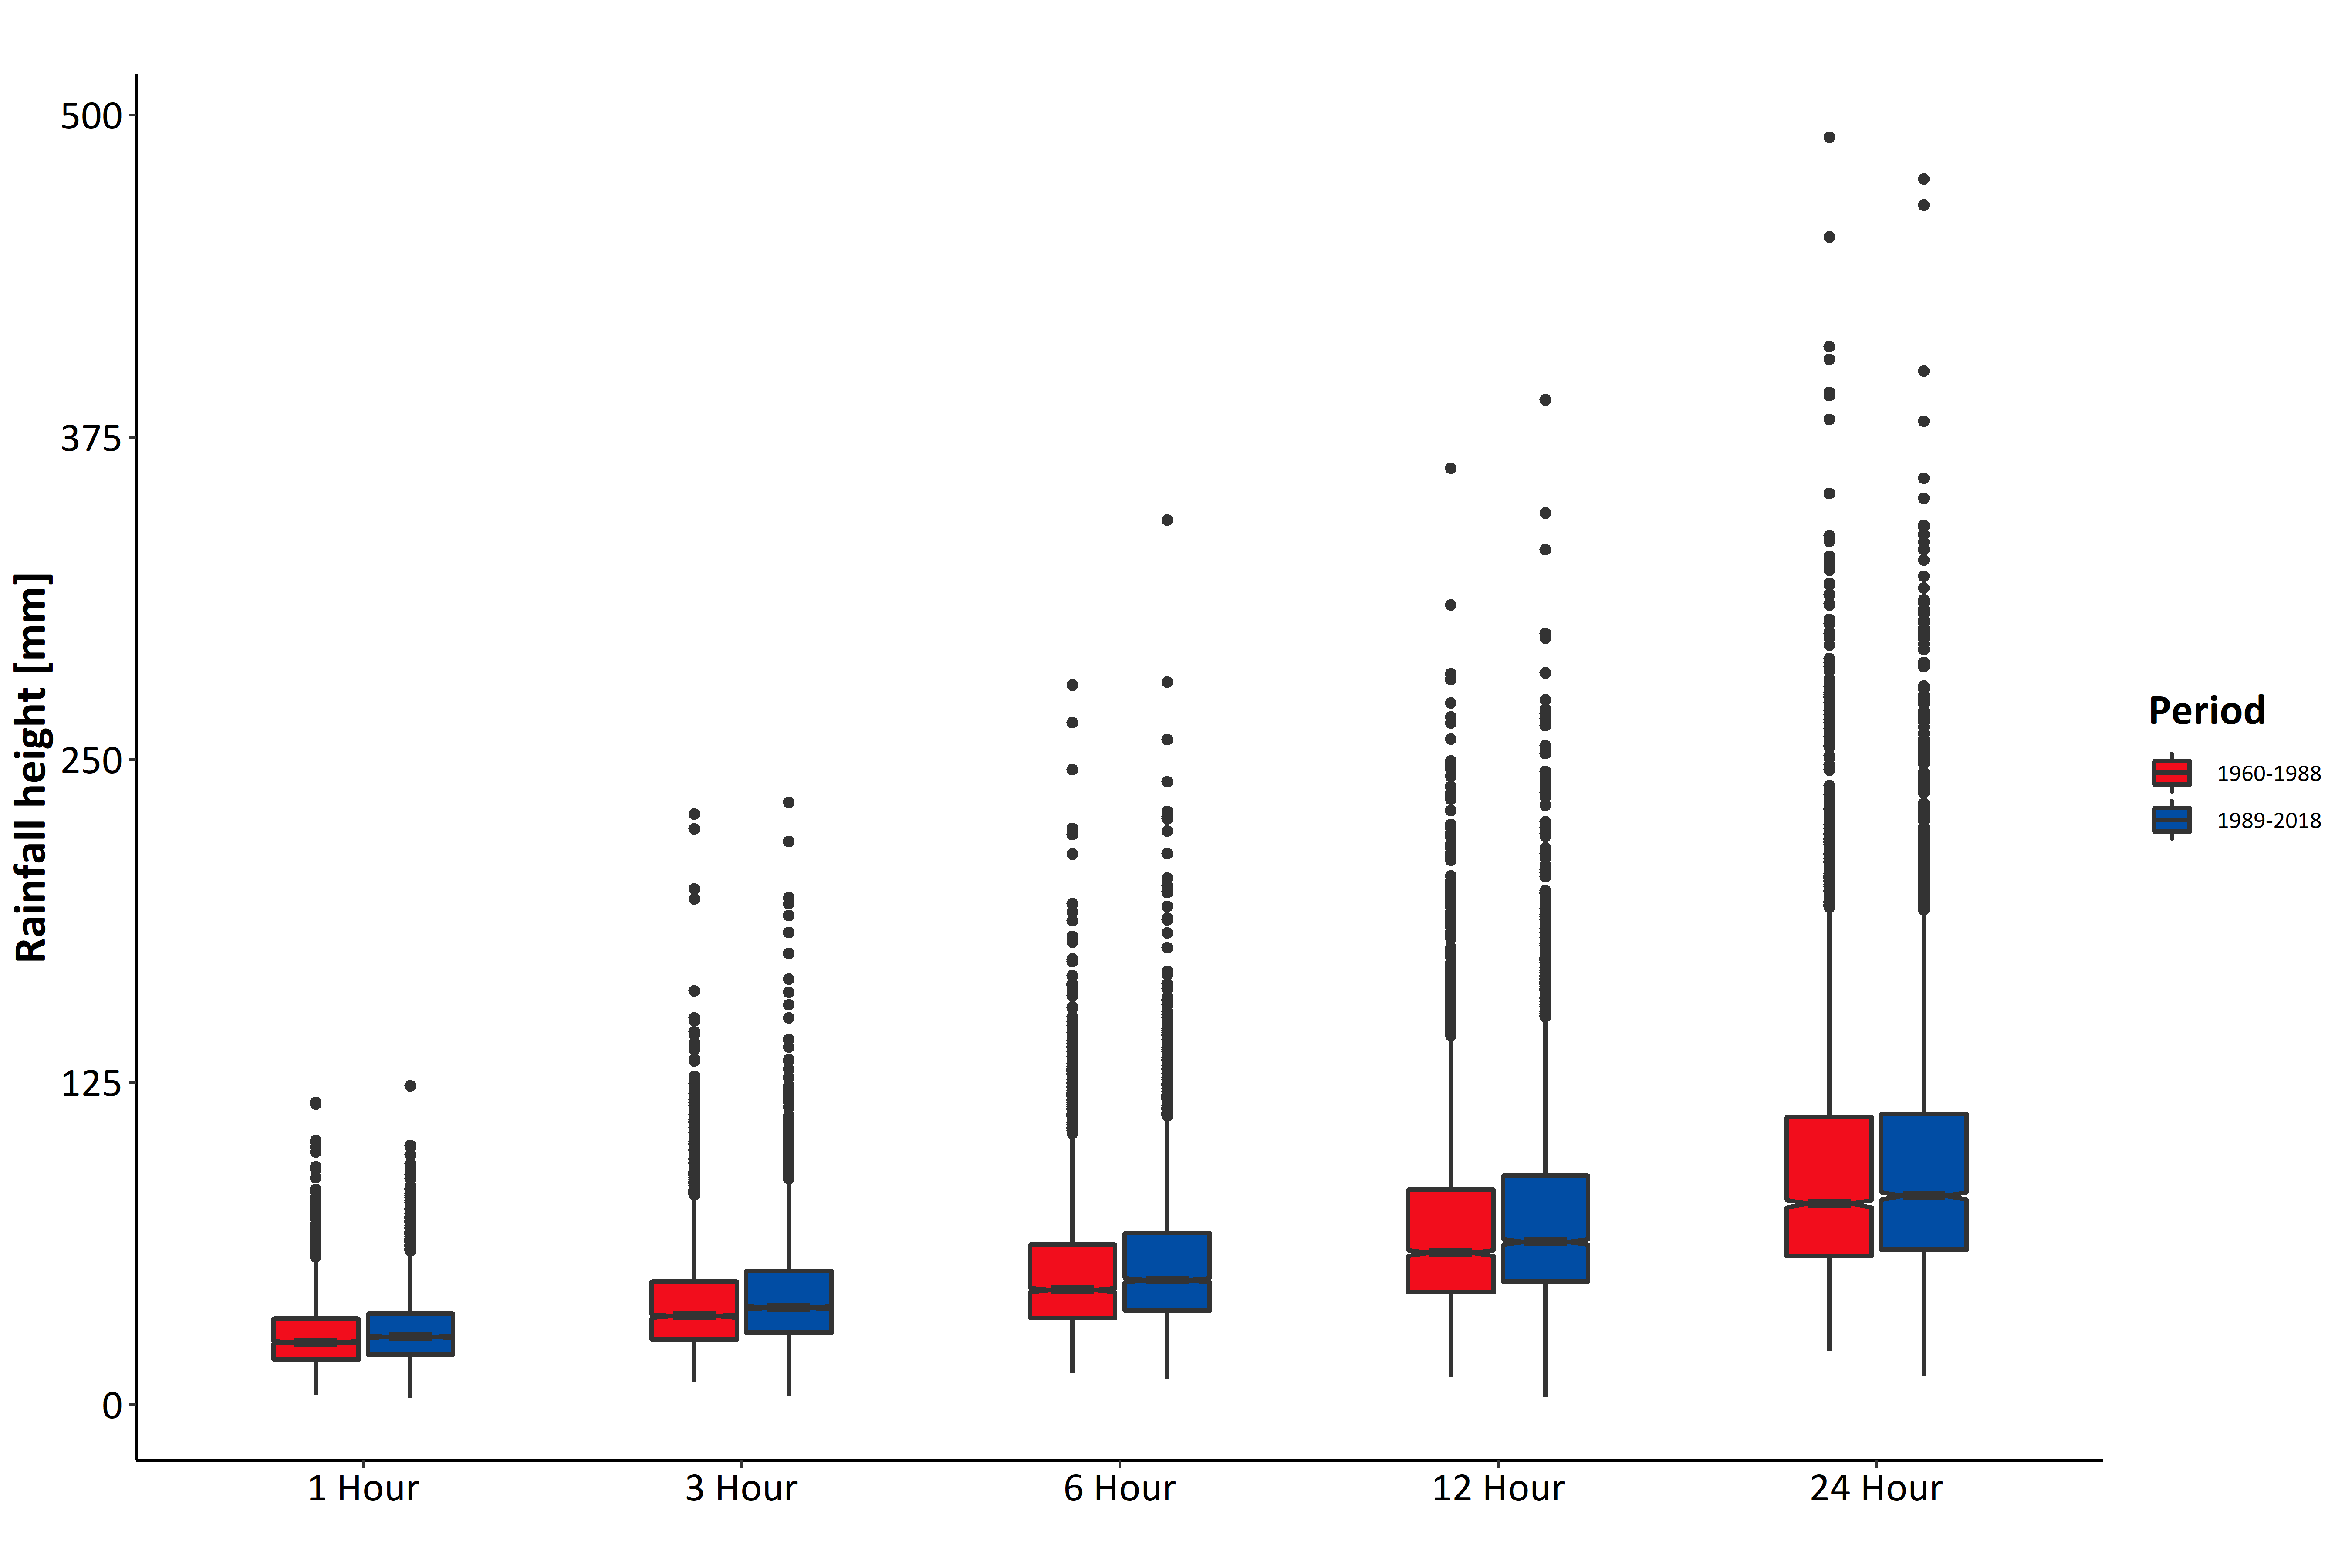 Rainfall height [mm]
500
375
250
125
0
1 Hour
3 Hour
6 Hour
12 Hour
24 Hour
Period
1960-1988
1989-2018